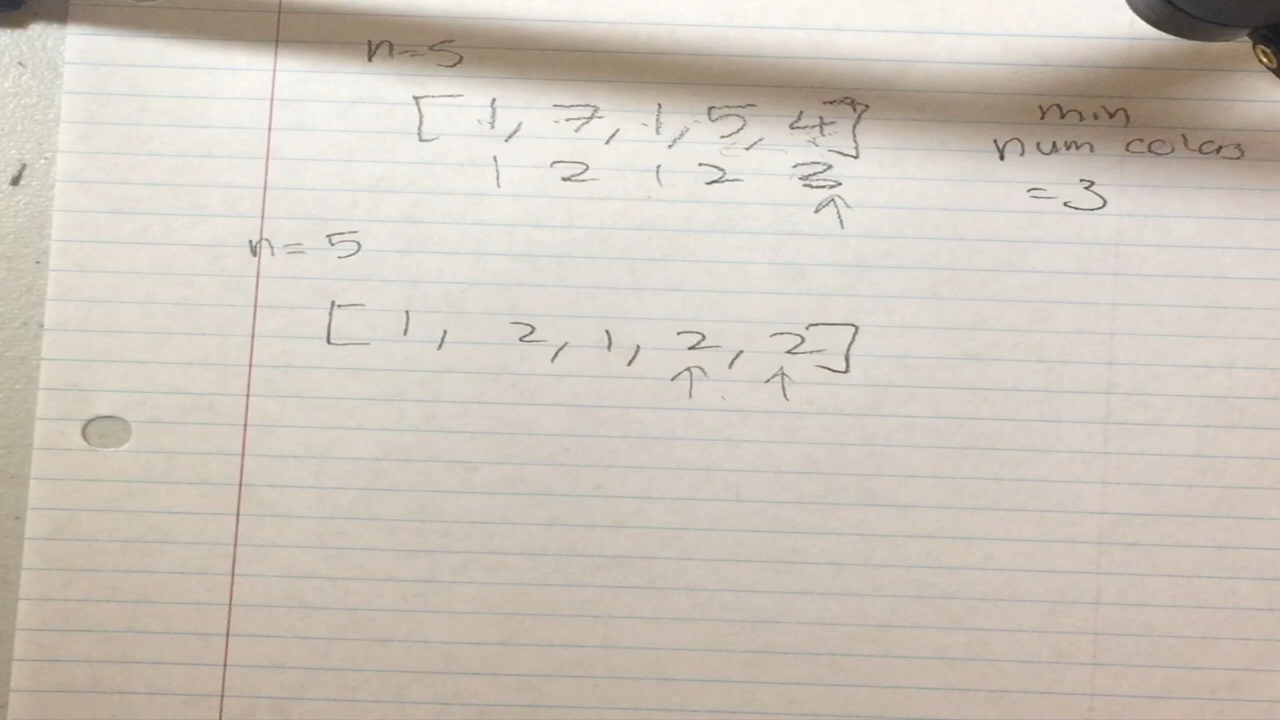 n=5
[1, 7, 1, 5, 4]
min
num colors
1 2 1 2 3
↑
=3
n=5
[1, 2, 1, 2, 2]
↑ ↑